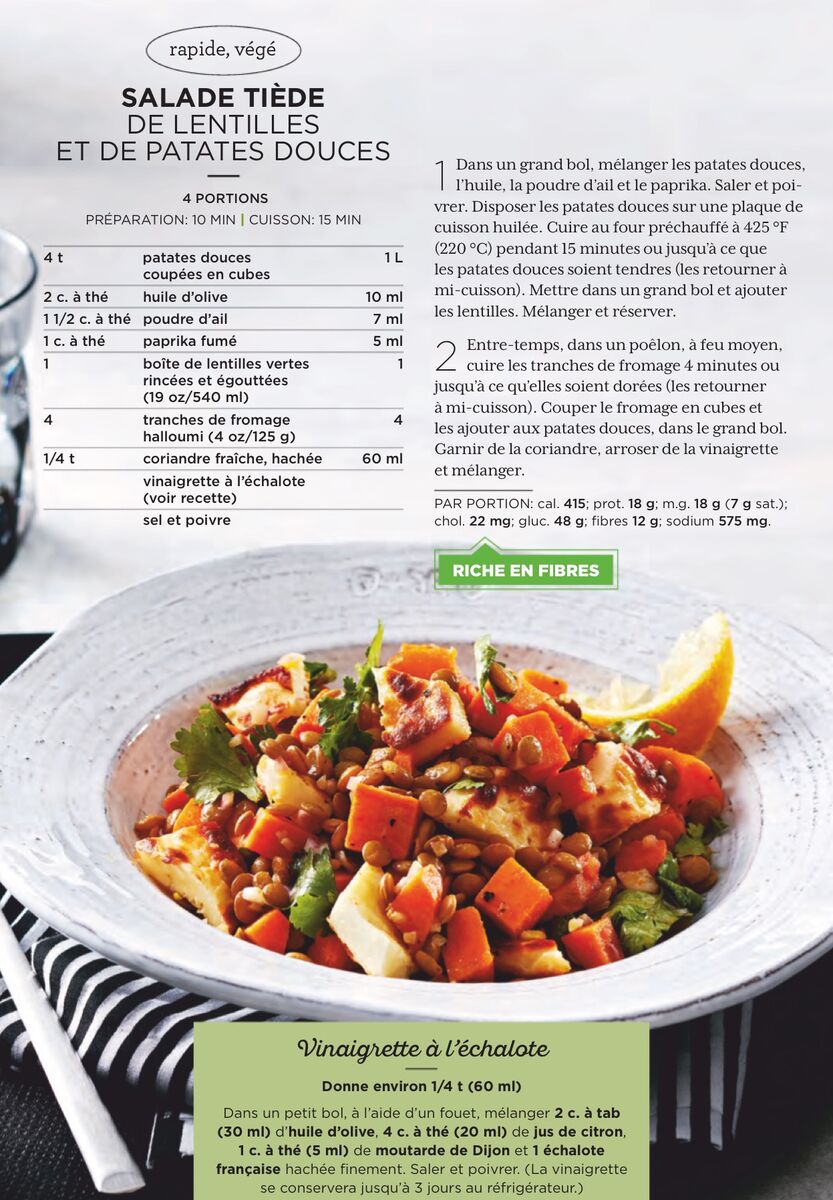 rapide, végé
SALADE TIÈDE
DE LENTILLES
ET DE PATATES DOUCES
4 PORTIONS
PRÉPARATION: 10 MIN | CUISSON: 15 MIN
4 t patates douces 1 L
coupées en cubes
2 c. à thé huile d'olive 10 ml
1 1/2 c. à thé poudre d'ail 7 ml
1 c. à thé paprika fumé 5 ml
1 boîte de lentilles vertes 1
rincées et égouttées
(19 oz/540 ml)
4 tranches de fromage 4
halloumi (4 oz/125 g)
1/4 t coriandre fraîche, hachée 60 ml
vinaigrette à l'échalote
(voir recette)
sel et poivre
1 Dans un grand bol, mélanger les patates douces,
l'huile, la poudre d'ail et le paprika. Saler et poi-
vrer. Disposer les patates douces sur une plaque de
cuisson huilée. Cuire au four préchauffé à 425 °F
(220 °C) pendant 15 minutes ou jusqu'à ce que
les patates douces soient tendres (les retourner à
mi-cuisson). Mettre dans un grand bol et ajouter
les lentilles. Mélanger et réserver.
2 Entre-temps, dans un poêlon, à feu moyen,
cuire les tranches de fromage 4 minutes ou
jusqu'à ce qu'elles soient dorées (les retourner
à mi-cuisson). Couper le fromage en cubes et
les ajouter aux patates douces, dans le grand bol.
Garnir de la coriandre, arroser de la vinaigrette
et mélanger.
PAR PORTION: cal. 415; prot. 18 g; m.g. 18 g (7 g sat.);
chol. 22 mg; gluc. 48 g; fibres 12 g; sodium 575 mg.
RICHE EN FIBRES
Vinaigrette à l'échalote
Donne environ 1/4 t (60 ml)
Dans un petit bol, à l'aide d'un fouet, mélanger 2 c. à tab
(30 ml) d'huile d'olive, 4 c. à thé (20 ml) de jus de citron,
1 c. à thé (5 ml) de moutarde de Dijon et 1 échalote
française hachée finement. Saler et poivrer. (La vinaigrette
se conservera jusqu'à 3 jours au réfrigérateur.)